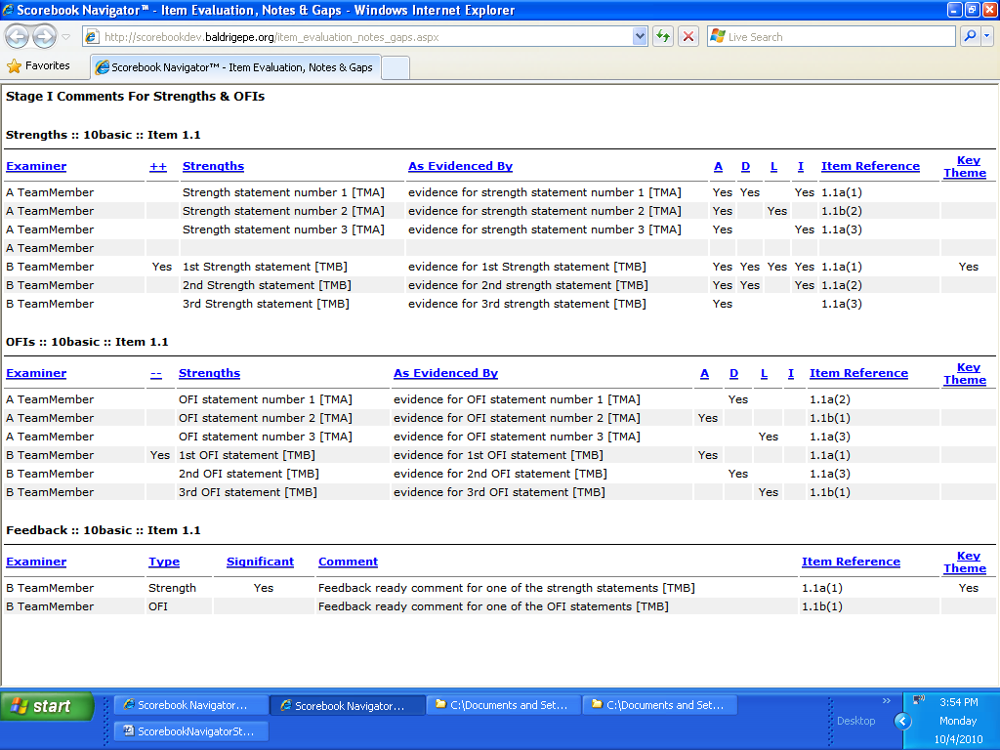 Scorebook Navigator™ - Item Evaluation, Notes & Gaps - Windows Internet Explorer
http://scorebookdev.baldrigepe.org/item_evaluation_notes_gaps.aspx
Live Search
Favorites
Scorebook Navigator™ - Item Evaluation, Notes & Gaps
Stage I Comments For Strengths & OFIs
Strengths :: 10basic :: Item 1.1
Examiner ++ Strengths As Evidenced By A D L I Item Reference Key Theme
A TeamMember Strength statement number 1 [TMA] evidence for strength statement number 1 [TMA] Yes Yes Yes 1.1a(1)
A TeamMember Strength statement number 2 [TMA] evidence for strength statement number 2 [TMA] Yes Yes 1.1b(2)
A TeamMember Strength statement number 3 [TMA] evidence for strength statement number 3 [TMA] Yes Yes 1.1a(3)
A TeamMember
B TeamMember Yes 1st Strength statement [TMB] evidence for 1st Strength statement [TMB] Yes Yes Yes Yes 1.1a(1) Yes
B TeamMember 2nd Strength statement [TMB] evidence for 2nd strength statement [TMB] Yes Yes Yes 1.1a(2)
B TeamMember 3rd Strength statement [TMB] evidence for 3rd strength statement [TMB] Yes 1.1a(3)
OFIs :: 10basic :: Item 1.1
Examiner -- Strengths As Evidenced By A D L I Item Reference Key Theme
A TeamMember OFI statement number 1 [TMA] evidence for OFI statement number 1 [TMA] Yes 1.1a(2)
A TeamMember OFI statement number 2 [TMA] evidence for OFI statement number 2 [TMA] Yes 1.1b(1)
A TeamMember OFI statement number 3 [TMA] evidence for OFI statement number 3 [TMA] Yes 1.1a(3)
B TeamMember Yes 1st OFI statement [TMB] evidence for 1st OFI statement [TMB] Yes 1.1a(1)
B TeamMember 2nd OFI statement [TMB] evidence for 2nd OFI statement [TMB] Yes 1.1a(3)
B TeamMember 3rd OFI statement [TMB] evidence for 3rd OFI statement [TMB] Yes 1.1b(1)
Feedback :: 10basic :: Item 1.1
Examiner Type Significant Comment Item Reference Key Theme
B TeamMember Strength Yes Feedback ready comment for one of the strength statements [TMB] 1.1a(1) Yes
B TeamMember OFI Feedback ready comment for one of the OFI statements [TMB] 1.1b(1)
start
Scorebook Navigator... Scorebook Navigator... C:\Documents and Set... C:\Documents and Set...
ScorebookNavigatorSt...
Desktop
3:54 PM
Monday
10/4/2010